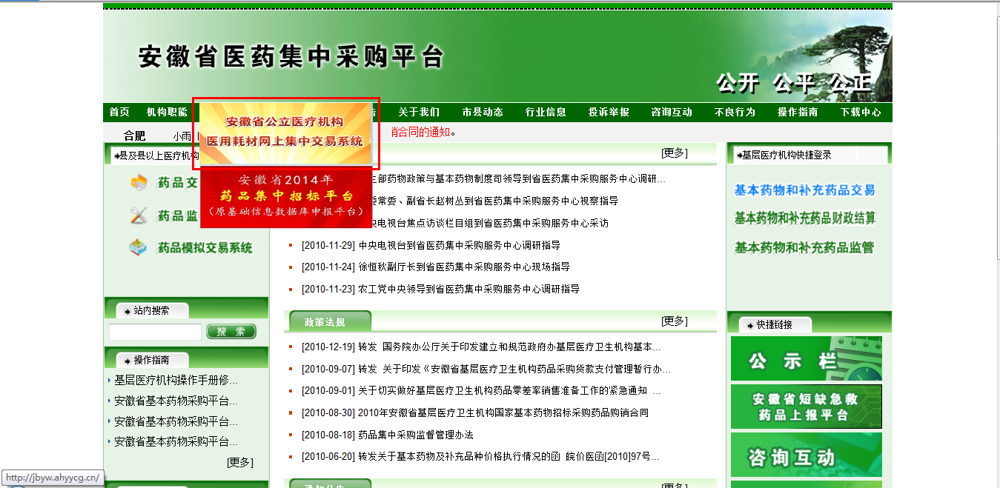 安徽省医药集中采购平台
公开 公平 公正
首页 机构职能 告 关于我们 市县动态 行业信息 投诉举报 咨询互动 不良行为 操作指南 下载中心
安徽省公立医疗机构
医用耗材网上集中交易系统
安徽省2014年
药品集中招标平台
(原基础信息数据库申报平台)
合肥 小雨
肖合同的通知。
县及县以上医疗机构
药品交
药品监
药品模拟交易系统
站内搜索
搜 索
操作指南
基层医疗机构操作手册修...
安徽省基本药物采购平台...
安徽省基本药物采购平台...
安徽省基本药物采购平台...
[更多]
[更多]
生部药物政策与基本药物制度司领导到省医药集中采购服务中心调研...
委常委、副省长赵树丛到省医药集中采购服务中心视察指导
央电视台焦点访谈栏目组到省医药集中采购服务中心采访
[2010-11-29] 中央电视台到省医药集中采购服务中心调研指导
[2010-11-24] 徐恒秋副厅长到省医药集中采购服务中心现场指导
[2010-11-23] 农工党中央领导到省医药集中采购服务中心调研指导
政策法规 [更多]
[2010-12-19] 转发 国务院办公厅关于印发建立和规范政府办基层医疗卫生机构基本...
[2010-09-07] 转发 关于印发《安徽省基层医疗卫生机构药品采购货款支付管理暂行办...
[2010-09-01] 关于切实做好基层医疗卫生机构药品零差率销售准备工作的紧急通知 ...
[2010-08-30] 2010年安徽省基层医疗卫生机构国家基本药物招标采购药品购销合同
[2010-08-18] 药品集中采购监督管理办法
[2010-06-20] 转发关于基本药物及补充品种价格执行情况的函 皖价医函[2010]97号...
通知公告 [更多]
基层医疗机构快捷登录
基本药物和补充药品交易
基本药物和补充药品财政结算
基本药物和补充药品监管
快捷链接
公示栏
安徽省短缺急救
药品上报平台
咨询互动
http://jbyw.ahyycg.cn/